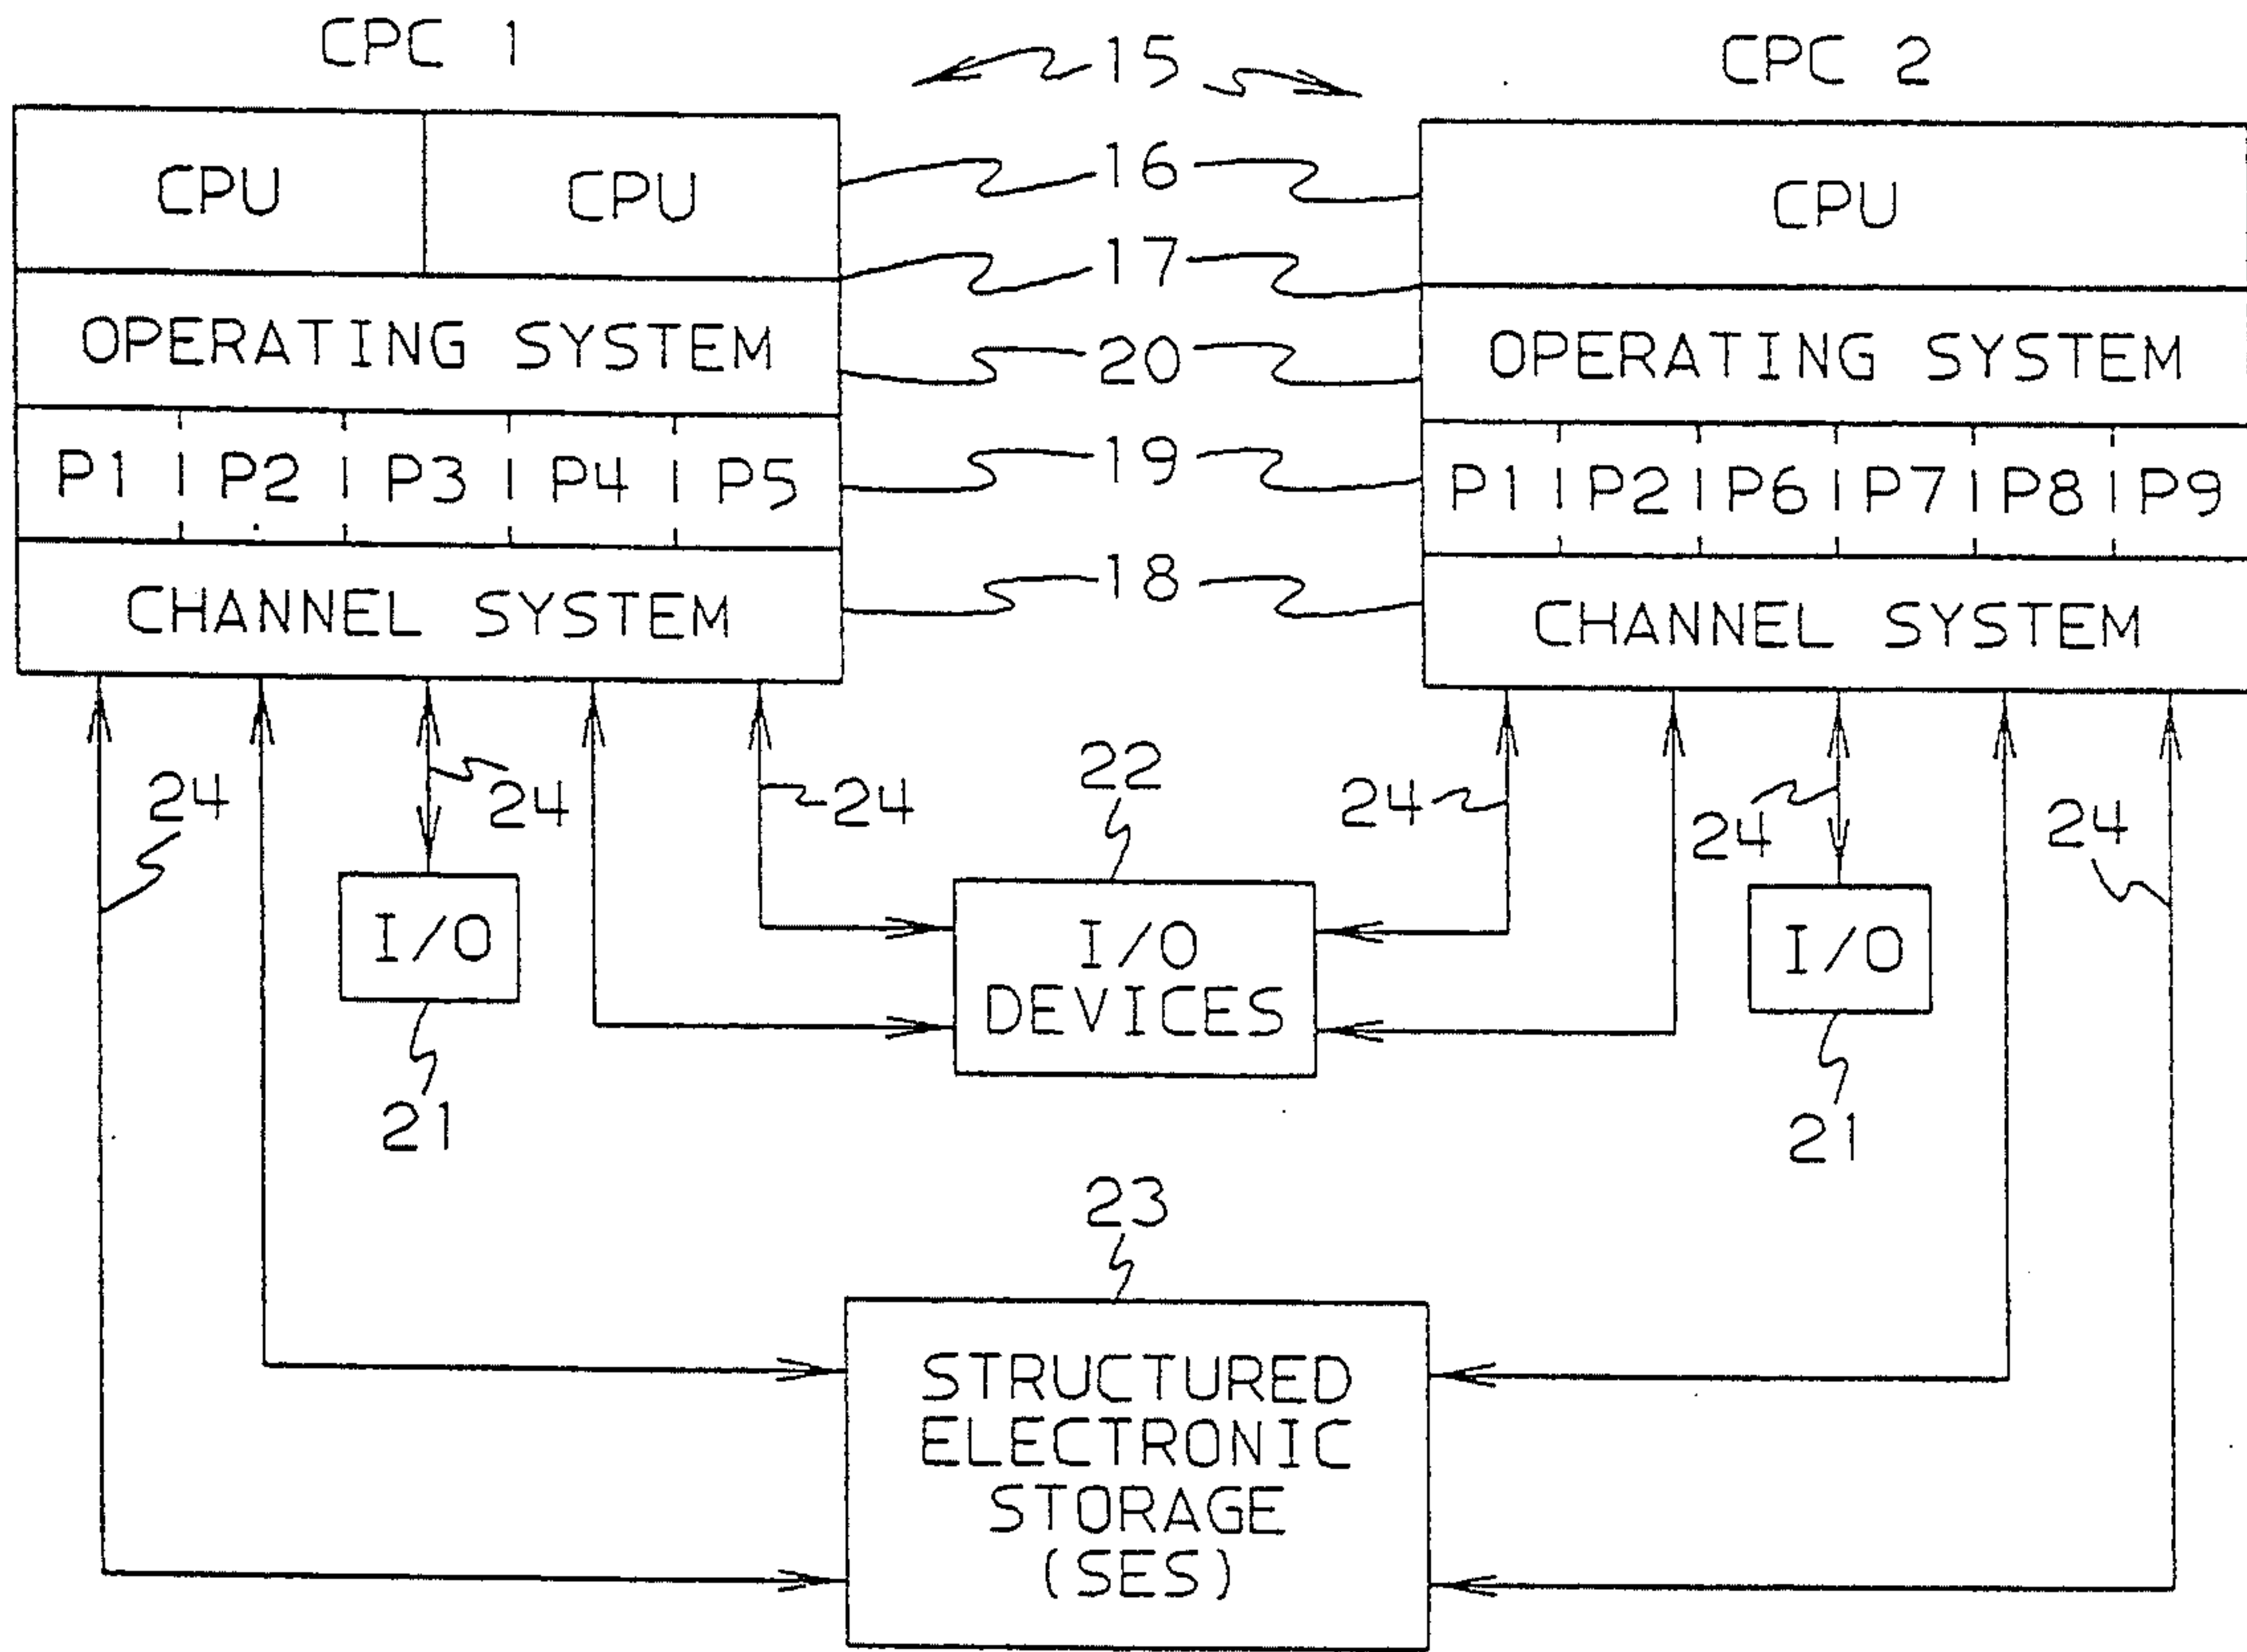 CPC 1
15
CPC 2
CPU CPU
16
CPU
17
OPERATING SYSTEM
20
OPERATING SYSTEM
P1 P2 P3 P4 P5
19
P1 P2 P6 P7 P8 P9
CHANNEL SYSTEM
18
CHANNEL SYSTEM
24
24
24
22
24
24
24
I/O
I/O
DEVICES
I/O
21
21
23
STRUCTURED
ELECTRONIC
STORAGE
(SES)